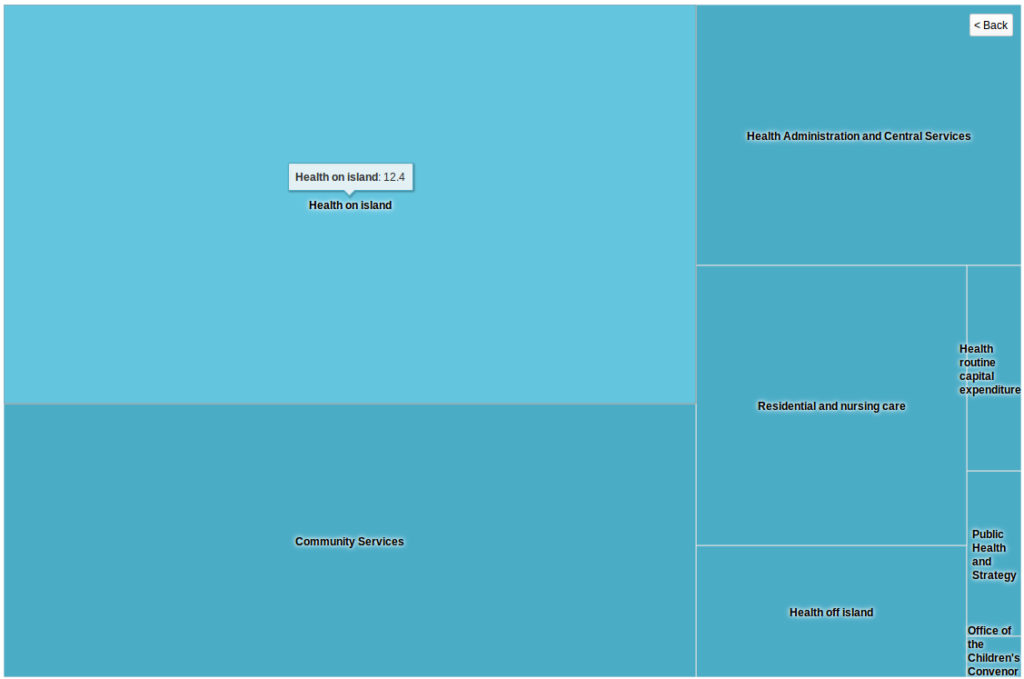 < Back
Health Administration and Central Services
Health on island: 12.4
Health on island
Health
routine
capital
expenditure
Residential and nursing care
Community Services
Public
Health
and
Strategy
Health off island
Office of
the
Children's
Convenor